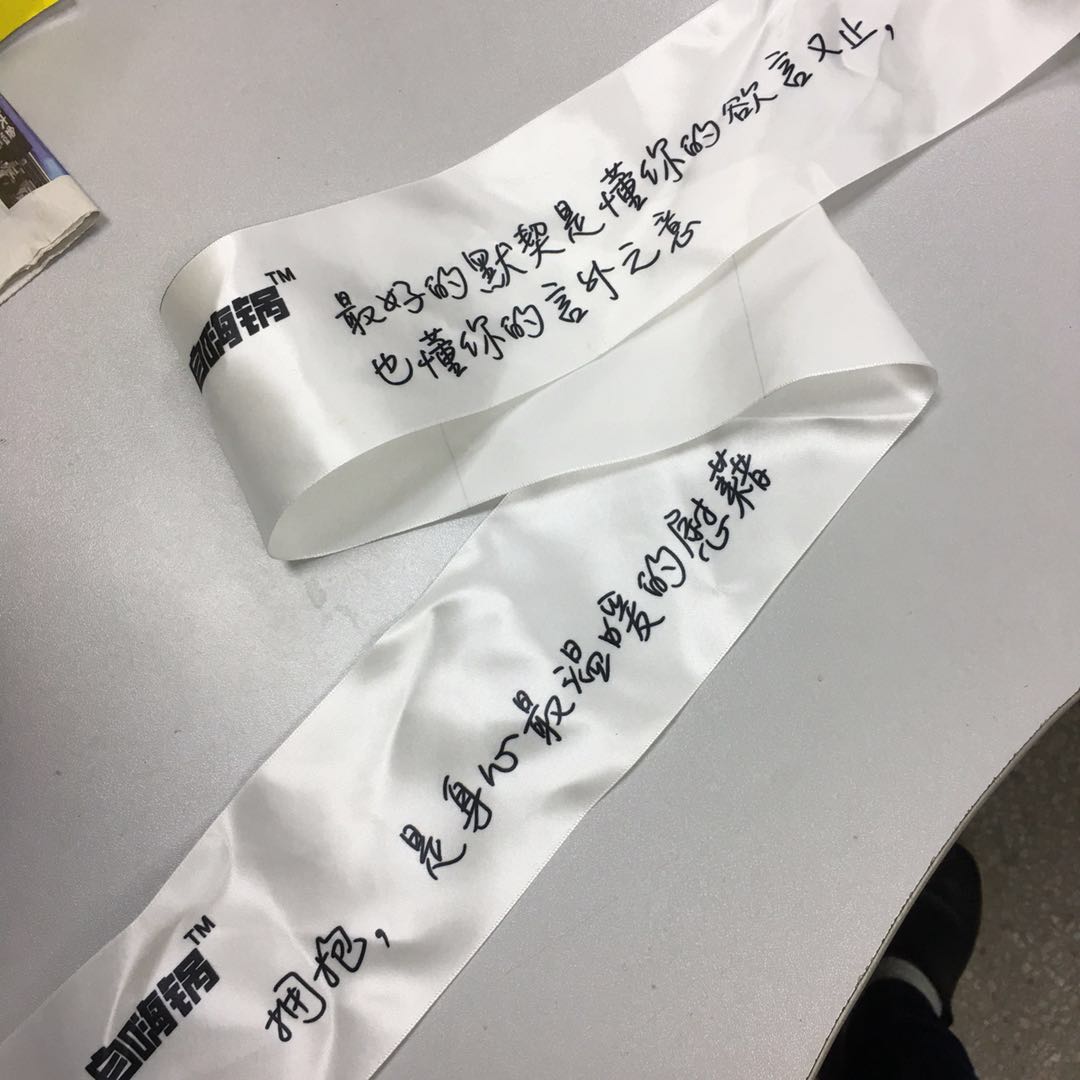 自嗨锅™
最好的默契是懂你的欲言又止，
也懂你的言外之意
自嗨锅™
拥抱，
是身心最温暖的慰藉